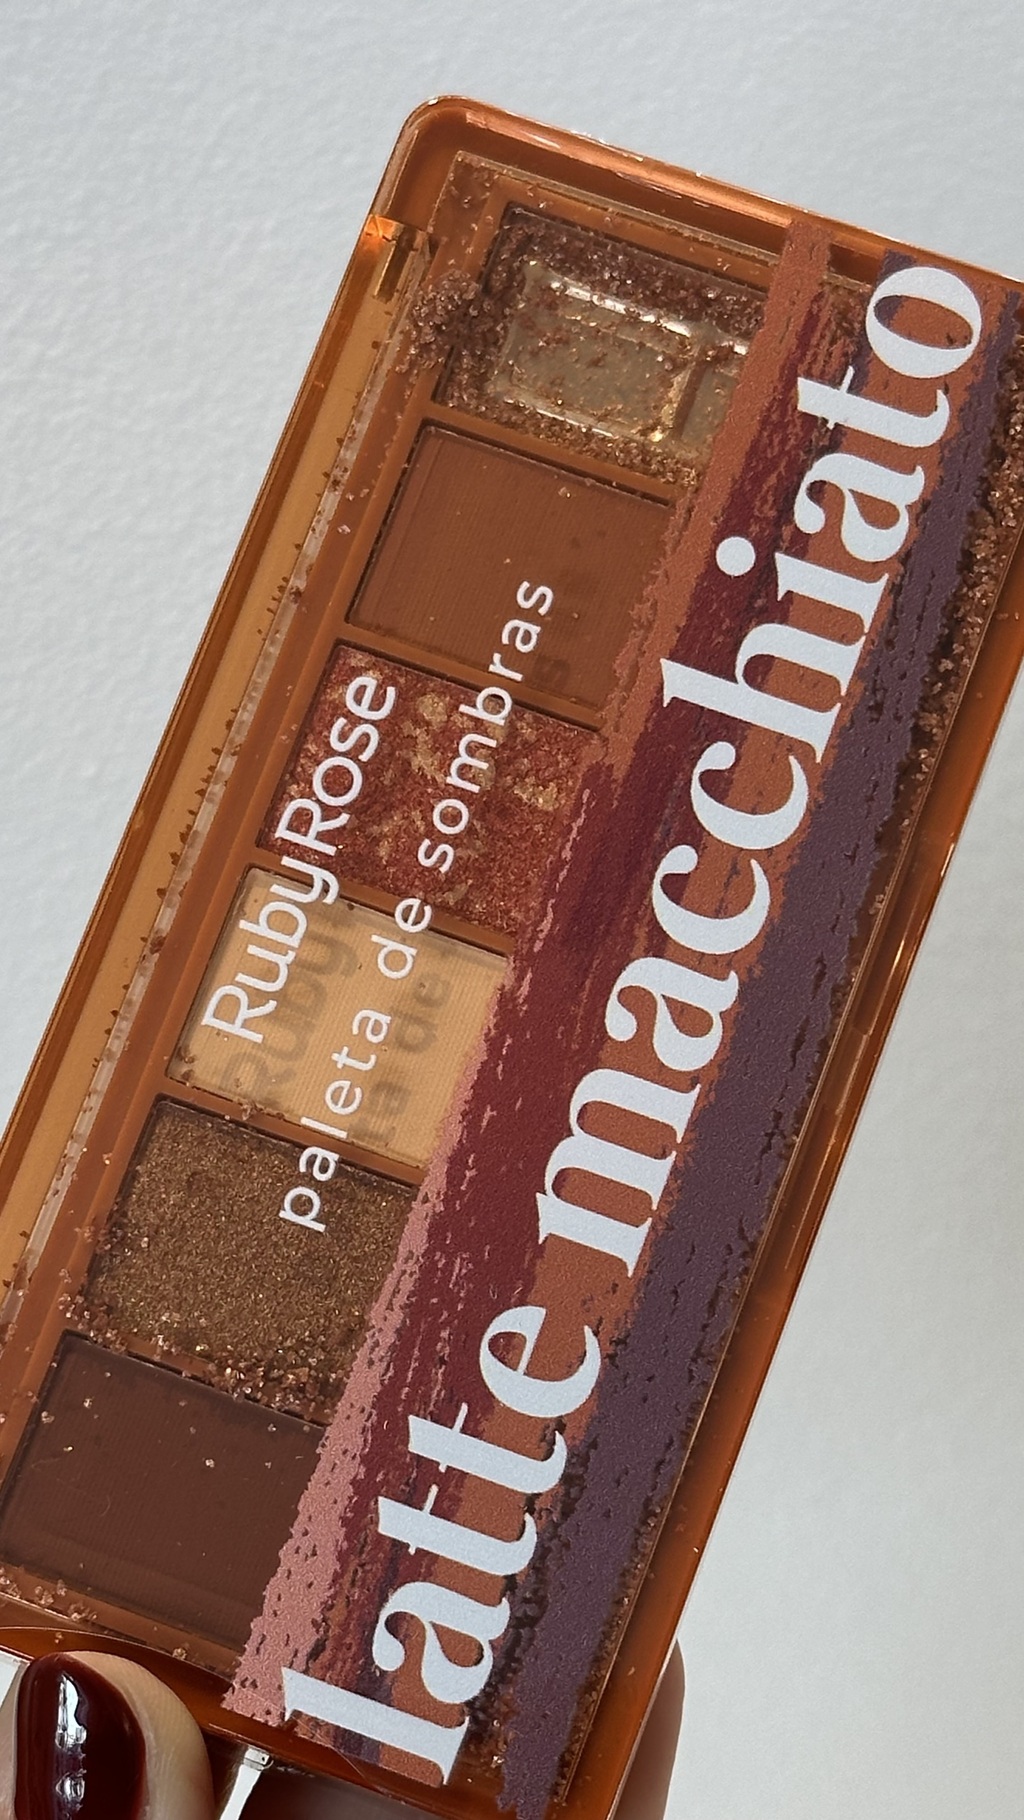 RubyRose
paleta de sombras
latte macchiato